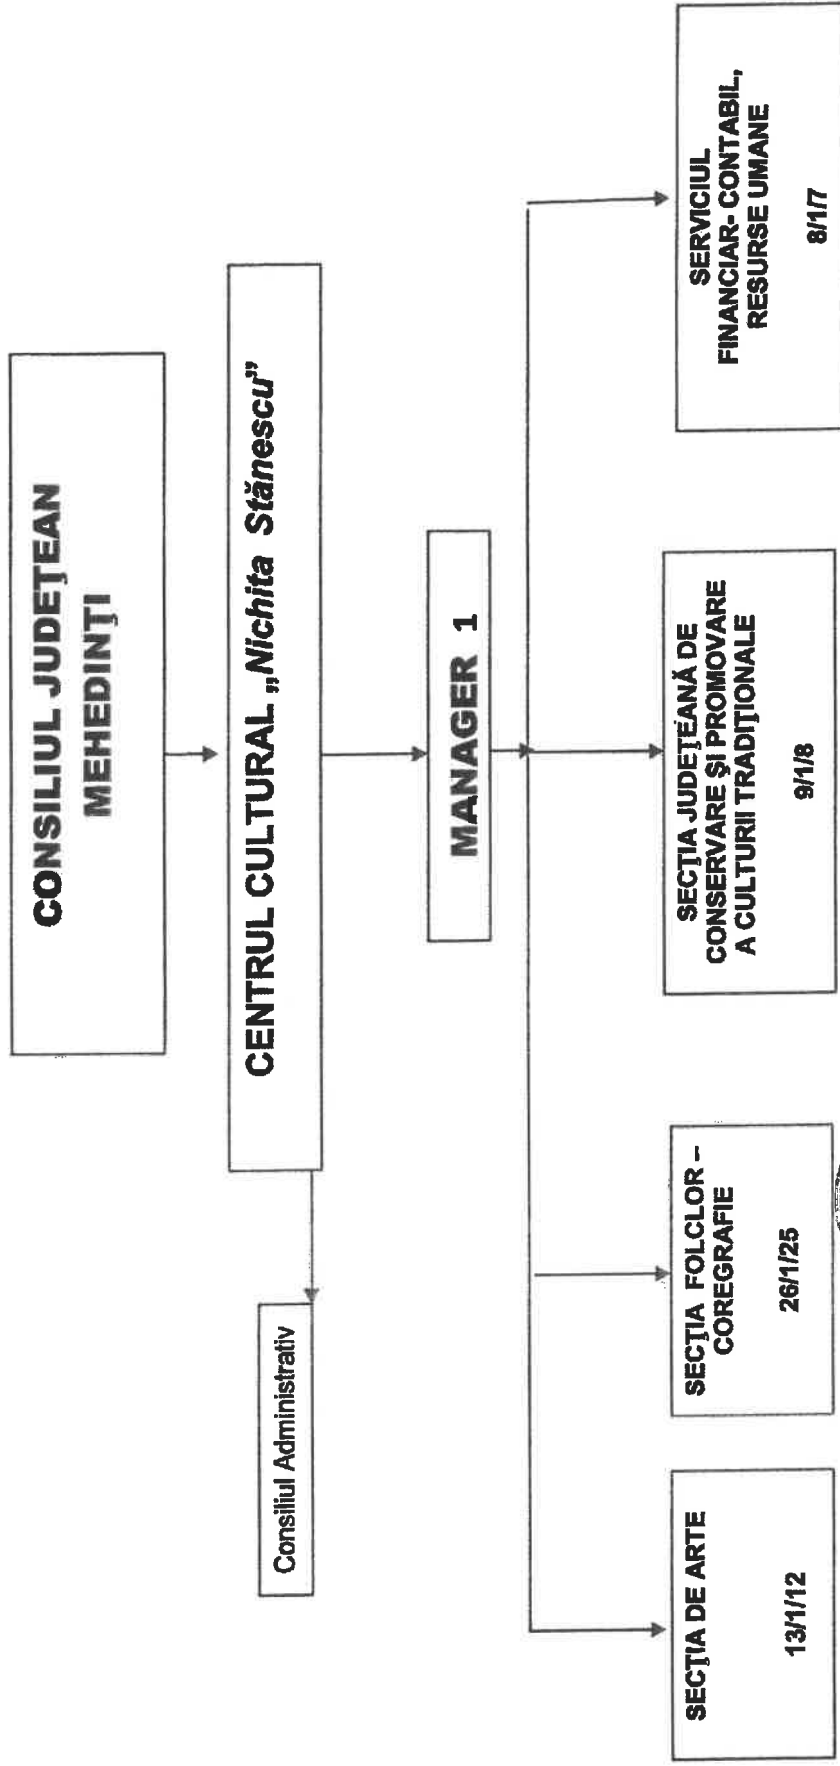 CONSILIUL JUDEŢEAN
MEHEDINŢI
CENTRUL CULTURAL „Nichita Stănescu”
Consiliul Administrativ
MANAGER 1
SECŢIA DE ARTE
13/1/12
SECŢIA FOLCLOR –
COREGRAFIE
26/1/25
SECŢIA JUDEŢEANĂ DE
CONSERVARE ŞI PROMOVARE
A CULTURII TRADIŢIONALE
9/1/8
SERVICIUL
FINANCIAR- CONTABIL,
RESURSE UMANE
8/1/7